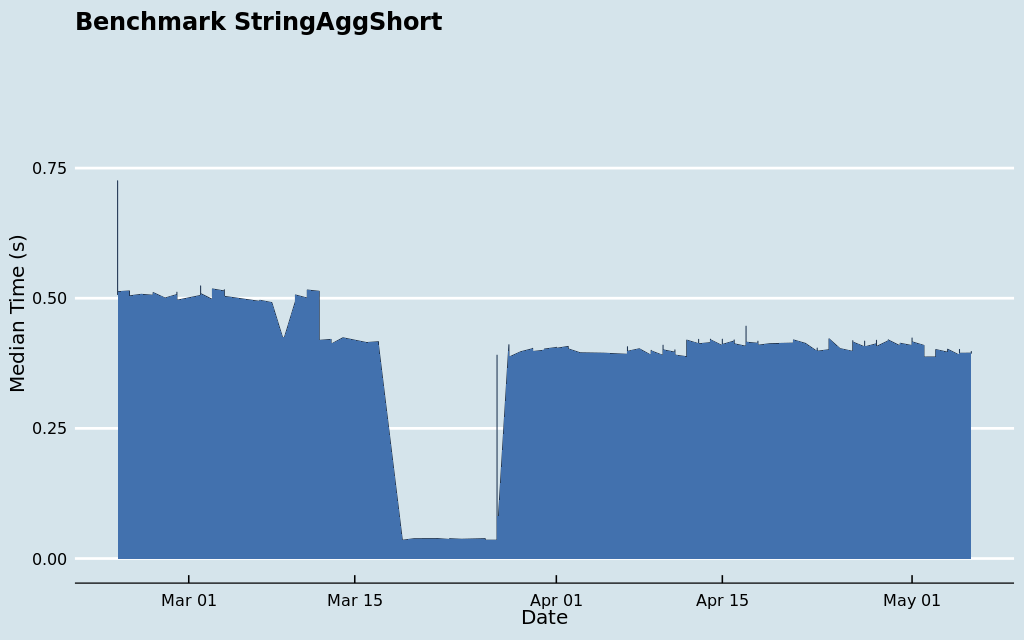 Benchmark StringAggShort
Median Time (s)
0.75
0.50
0.25
0.00
Mar 01
Mar 15
Apr 01
Apr 15
May 01
Date